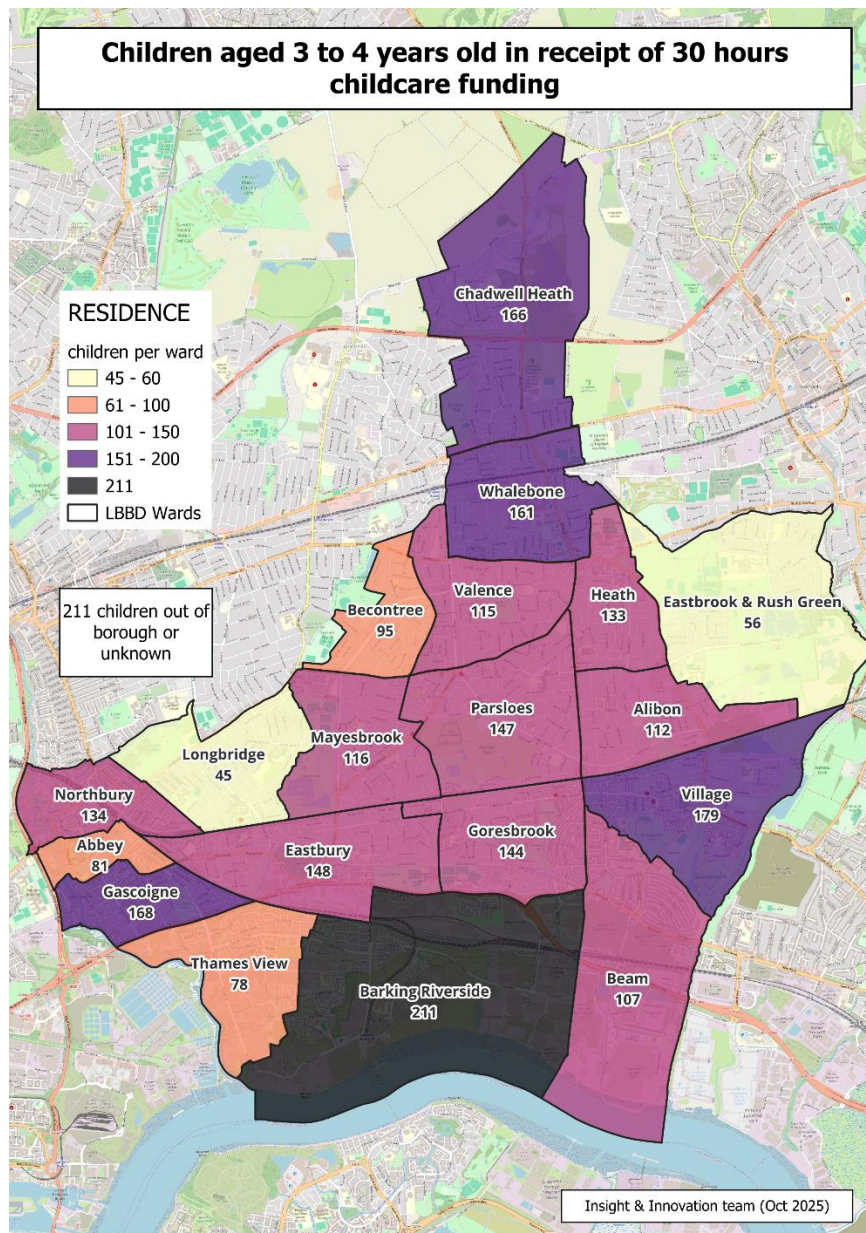 Children aged 3 to 4 years old in receipt of 30 hours
childcare funding
Chadwell Heath
166
RESIDENCE
children per ward
45 - 60
61 - 100
101 - 150
151 - 200
211
LBBD Wards
Whalebone
161
211 children out of
borough or
unknown
Becontree
95
Valence
115
Heath
133
Eastbrook & Rush Green
56
Longbridge
45
Mayesbrook
116
Parsloes
147
Alibon
112
Northbury
134
Village
179
Abbey
81
Eastbury
148
Goresbrook
144
Gascoigne
168
Thames View
78
Barking Riverside
211
Beam
107
Insight & Innovation team (Oct 2025)